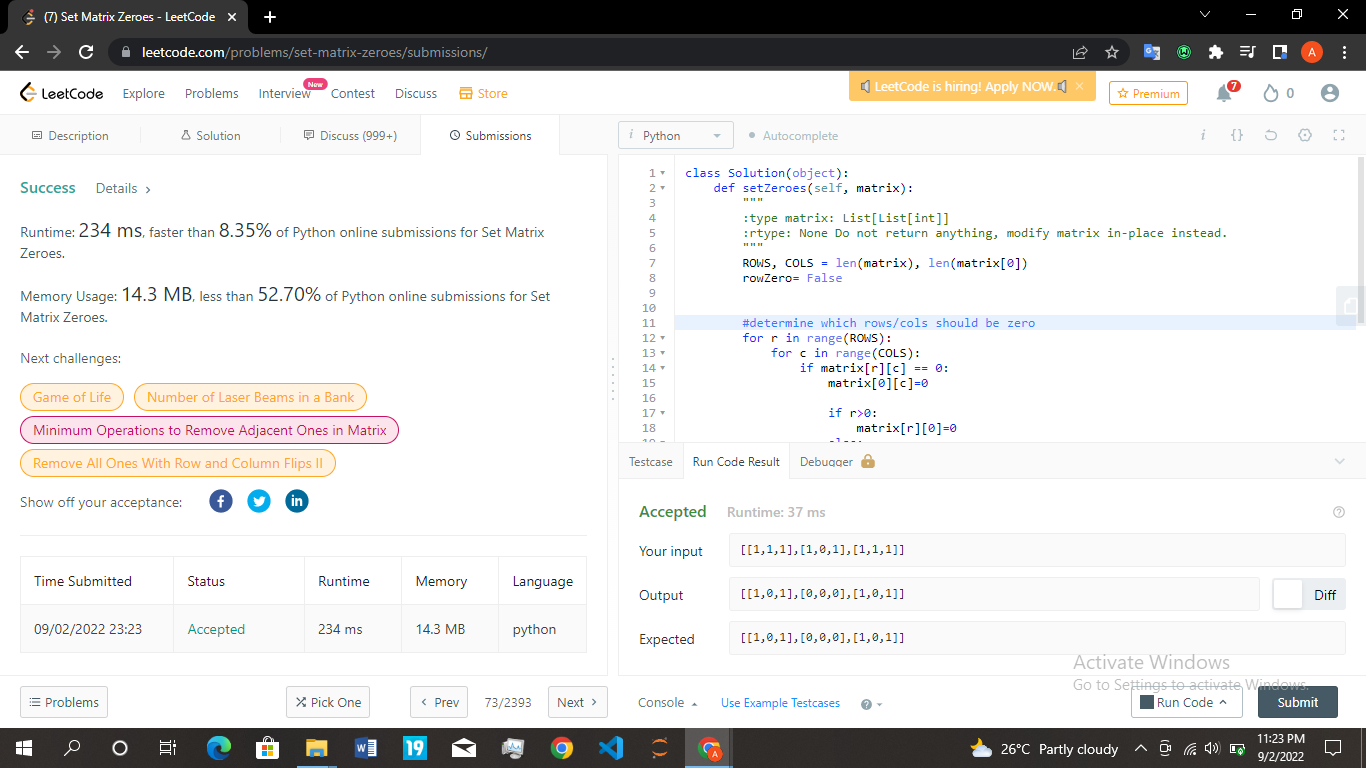 (7) Set Matrix Zeroes - LeetCode
leetcode.com/problems/set-matrix-zeroes/submissions/
A
LeetCode
Explore
Problems
Interview
New
Contest
Discuss
Store
LeetCode is hiring! Apply NOW.
Premium
7
0
Description
Solution
Discuss (999+)
Submissions
i Python
Autocomplete
Success
Details
Runtime: 234 ms, faster than 8.35% of Python online submissions for Set Matrix
Zeroes.
Memory Usage: 14.3 MB, less than 52.70% of Python online submissions for Set
Matrix Zeroes.
Next challenges:
Game of Life
Number of Laser Beams in a Bank
Minimum Operations to Remove Adjacent Ones in Matrix
Remove All Ones With Row and Column Flips II
Show off your acceptance:
Time Submitted Status Runtime Memory Language
09/02/2022 23:23 Accepted 234 ms 14.3 MB python
1 class Solution(object):
2 def setZeroes(self, matrix):
3 """
4 :type matrix: List[List[int]]
5 :rtype: None Do not return anything, modify matrix in-place instead.
6 """
7 ROWS, COLS = len(matrix), len(matrix[0])
8 rowZero= False
9
10
11 #determine which rows/cols should be zero
12 for r in range(ROWS):
13 for c in range(COLS):
14 if matrix[r][c] == 0:
15 matrix[0][c]=0
16
17 if r>0:
18 matrix[r][0]=0
19 else:
Testcase
Run Code Result
Debugger
Accepted
Runtime: 37 ms
Your input
[[1,1,1],[1,0,1],[1,1,1]]
Output
[[1,0,1],[0,0,0],[1,0,1]]
Diff
Expected
[[1,0,1],[0,0,0],[1,0,1]]
Activate Windows
Go to Settings to activate Windows.
Problems
Pick One
Prev
73/2393
Next
Console
Use Example Testcases
Run Code
Submit
19
A
26°C Partly cloudy
11:23 PM
9/2/2022